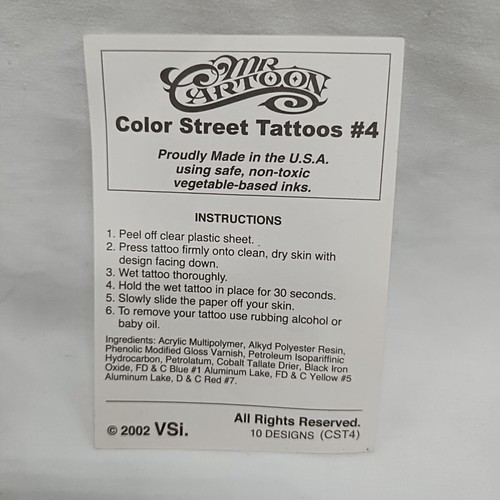 MR
CARTOON
Color Street Tattoos #4
Proudly Made in the U.S.A.
using safe, non-toxic
vegetable-based inks.
INSTRUCTIONS
1. Peel off clear plastic sheet.
2. Press tattoo firmly onto clean, dry skin with
design facing down.
3. Wet tattoo thoroughly.
4. Hold the wet tattoo in place for 30 seconds.
5. Slowly slide the paper off your skin.
6. To remove your tattoo use rubbing alcohol or
baby oil.
Ingredients: Acrylic Multipolymer, Alkyd Polyester Resin,
Phenolic Modified Gloss Varnish, Petroleum Isopariffinic
Hydrocarbon, Petrolatum, Cobalt Tallate Drier, Black Iron
Oxide, FD & C Blue #1 Aluminum Lake, FD & C Yellow #5
Aluminum Lake, D & C Red #7.
© 2002 VSi.
All Rights Reserved.
10 DESIGNS (CST4)